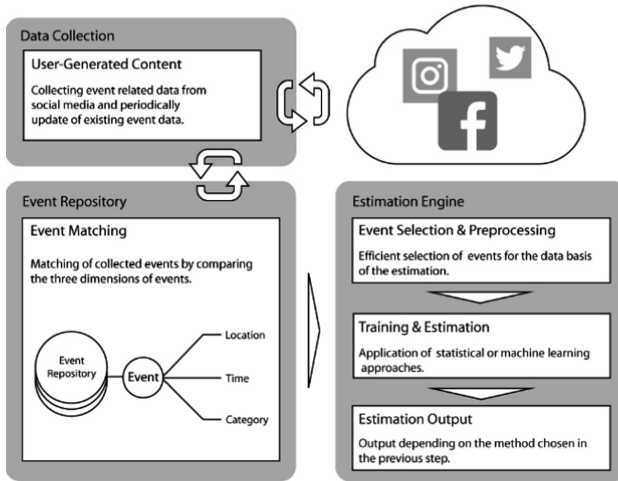 Data Collection
User-Generated Content
Collecting event related data from
social media and periodically
update of existing event data.
Event Repository
Event Matching
Matching of collected events by comparing
the three dimensions of events.
Event
Repository
Event
Location
Time
Category
Estimation Engine
Event Selection & Preprocessing
Efficient selection of events for the data basis
of the estimation.
Training & Estimation
Application of statistical or machine learning
approaches.
Estimation Output
Output depending on the method chosen in
the previous step.